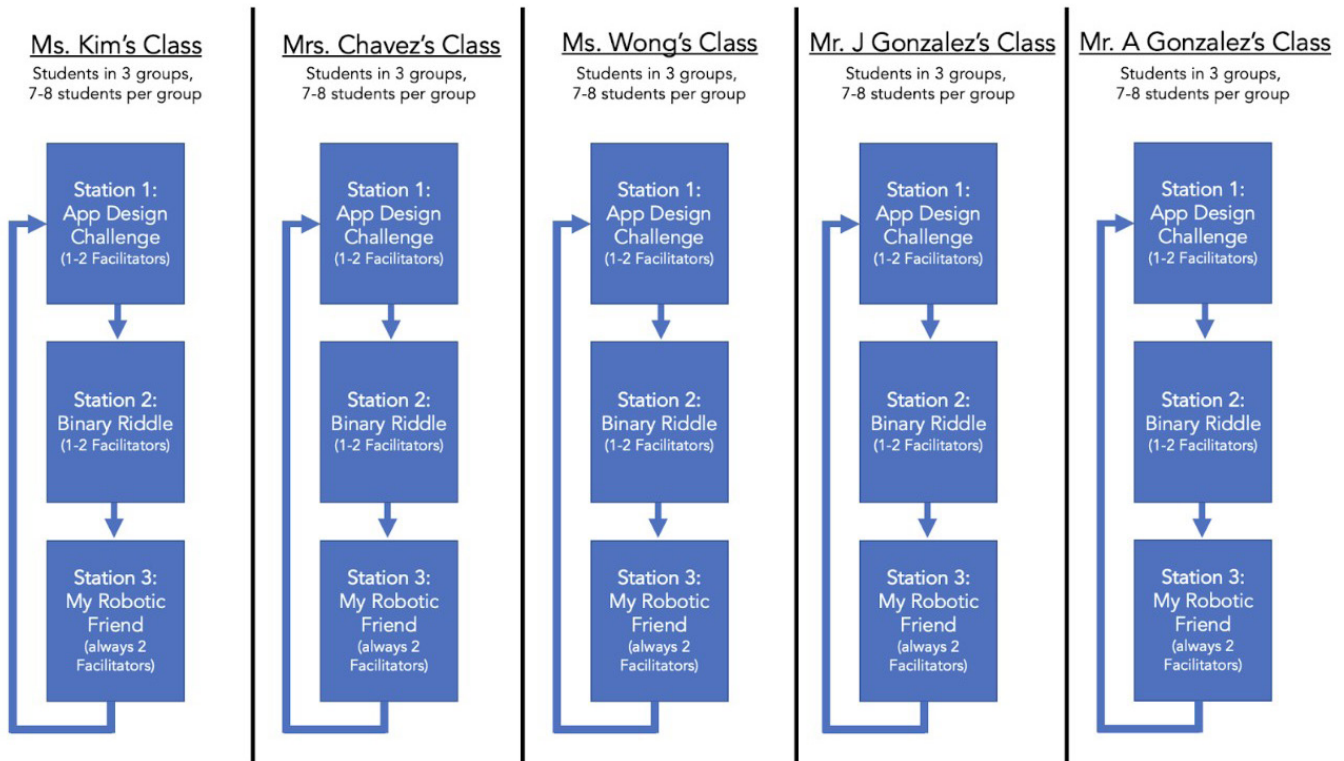 Ms. Kim's Class
Students in 3 groups,
7-8 students per group
Station 1:
App Design
Challenge
(1-2 Facilitators)
Station 2:
Binary Riddle
(1-2 Facilitators)
Station 3:
My Robotic
Friend
(always 2
Facilitators)
Mrs. Chavez's Class
Students in 3 groups,
7-8 students per group
Station 1:
App Design
Challenge
(1-2 Facilitators)
Station 2:
Binary Riddle
(1-2 Facilitators)
Station 3:
My Robotic
Friend
(always 2
Facilitators)
Ms. Wong's Class
Students in 3 groups,
7-8 students per group
Station 1:
App Design
Challenge
(1-2 Facilitators)
Station 2:
Binary Riddle
(1-2 Facilitators)
Station 3:
My Robotic
Friend
(always 2
Facilitators)
Mr. J Gonzalez's Class
Students in 3 groups,
7-8 students per group
Station 1:
App Design
Challenge
(1-2 Facilitators)
Station 2:
Binary Riddle
(1-2 Facilitators)
Station 3:
My Robotic
Friend
(always 2
Facilitators)
Mr. A Gonzalez's Class
Students in 3 groups,
7-8 students per group
Station 1:
App Design
Challenge
(1-2 Facilitators)
Station 2:
Binary Riddle
(1-2 Facilitators)
Station 3:
My Robotic
Friend
(always 2
Facilitators)